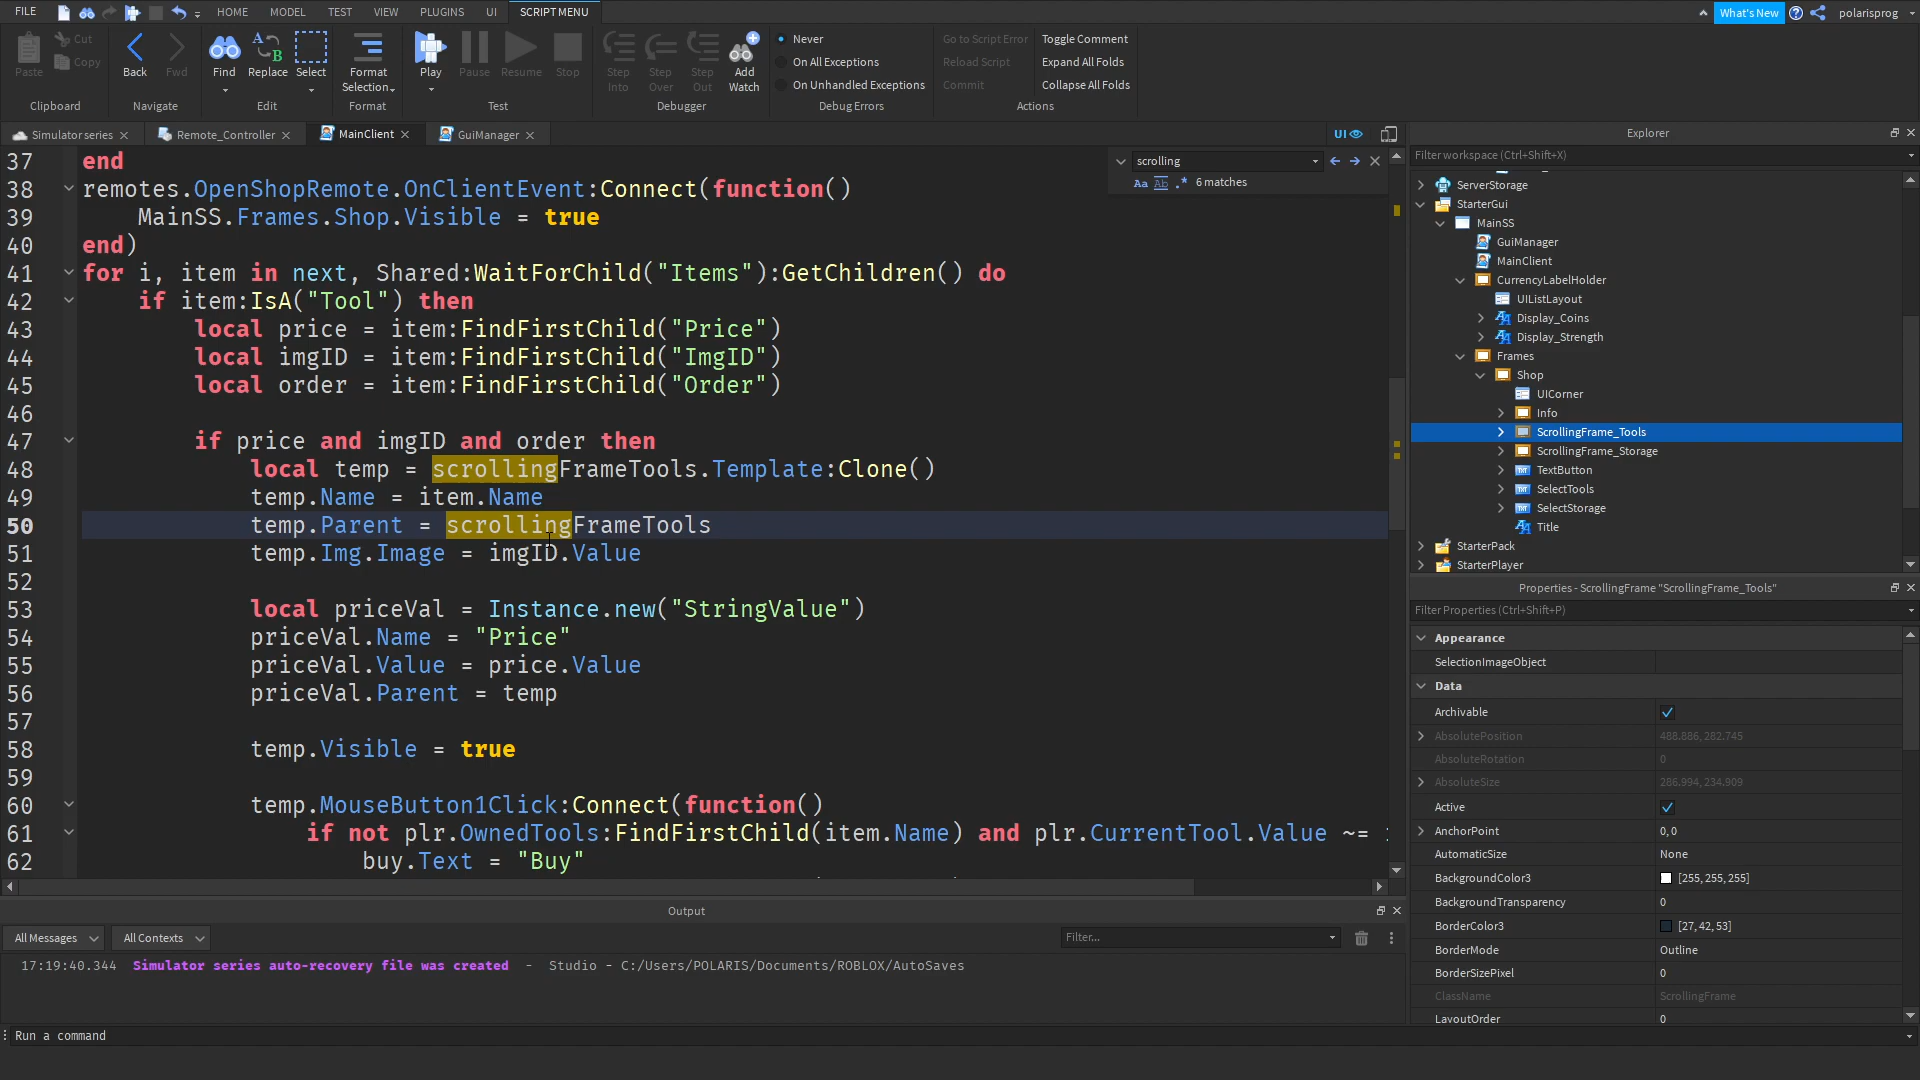 FILE HOME MODEL TEST VIEW PLUGINS UI SCRIPT MENU What's New polarisprog
Paste Cut Copy Back Fwd Find Replace Select Format Selection Play Pause Resume Stop Step Into Step Over Step Out Add Watch
Never Go to Script Error Toggle Comment
On All Exceptions Reload Script Expand All Folds
On Unhandled Exceptions Commit Collapse All Folds
Clipboard Navigate Edit Format Test Debugger Debug Errors Actions
Simulator series Remote_Controller MainClient GuiManager UI
scrolling
Aa Ab .* 6 matches
37 end
38 remotes.OpenShopRemote.OnClientEvent:Connect(function()
39 MainSS.Frames.Shop.Visible = true
40 end)
41 for i, item in next, Shared:WaitForChild("Items"):GetChildren() do
42 if item:IsA("Tool") then
43 local price = item:FindFirstChild("Price")
44 local imgID = item:FindFirstChild("ImgID")
45 local order = item:FindFirstChild("Order")
46
47 if price and imgID and order then
48 local temp = scrollingFrameTools.Template:Clone()
49 temp.Name = item.Name
50 temp.Parent = scrollingFrameTools
51 temp.Img.Image = imgID.Value
52
53 local priceVal = Instance.new("StringValue")
54 priceVal.Name = "Price"
55 priceVal.Value = price.Value
56 priceVal.Parent = temp
57
58 temp.Visible = true
59
60 temp.MouseButton1Click:Connect(function()
61 if not plr.OwnedTools:FindFirstChild(item.Name) and plr.CurrentTool.Value ~=
62 buy.Text = "Buy"
Output
All Messages All Contexts Filter...
17:19:40.344 Simulator series auto-recovery file was created - Studio - C:/Users/POLARIS/Documents/ROBLOX/AutoSaves
Run a command
Explorer
Filter workspace (Ctrl+Shift+X)
ServerStorage
StarterGui
MainSS
GuiManager
MainClient
CurrencyLabelHolder
UIListLayout
Display_Coins
Display_Strength
Frames
Shop
UICorner
Info
ScrollingFrame_Tools
ScrollingFrame_Storage
TextButton
SelectTools
SelectStorage
Title
StarterPack
StarterPlayer
Properties - ScrollingFrame "ScrollingFrame_Tools"
Filter Properties (Ctrl+Shift+P)
Appearance
SelectionImageObject
Data
Archivable
AbsolutePosition 488.886, 282.745
AbsoluteRotation 0
AbsoluteSize 286.994, 234.909
Active
AnchorPoint 0, 0
AutomaticSize None
BackgroundColor3 [255, 255, 255]
BackgroundTransparency 0
BorderColor3 [27, 42, 53]
BorderMode Outline
BorderSizePixel 0
ClassName ScrollingFrame
LayoutOrder 0